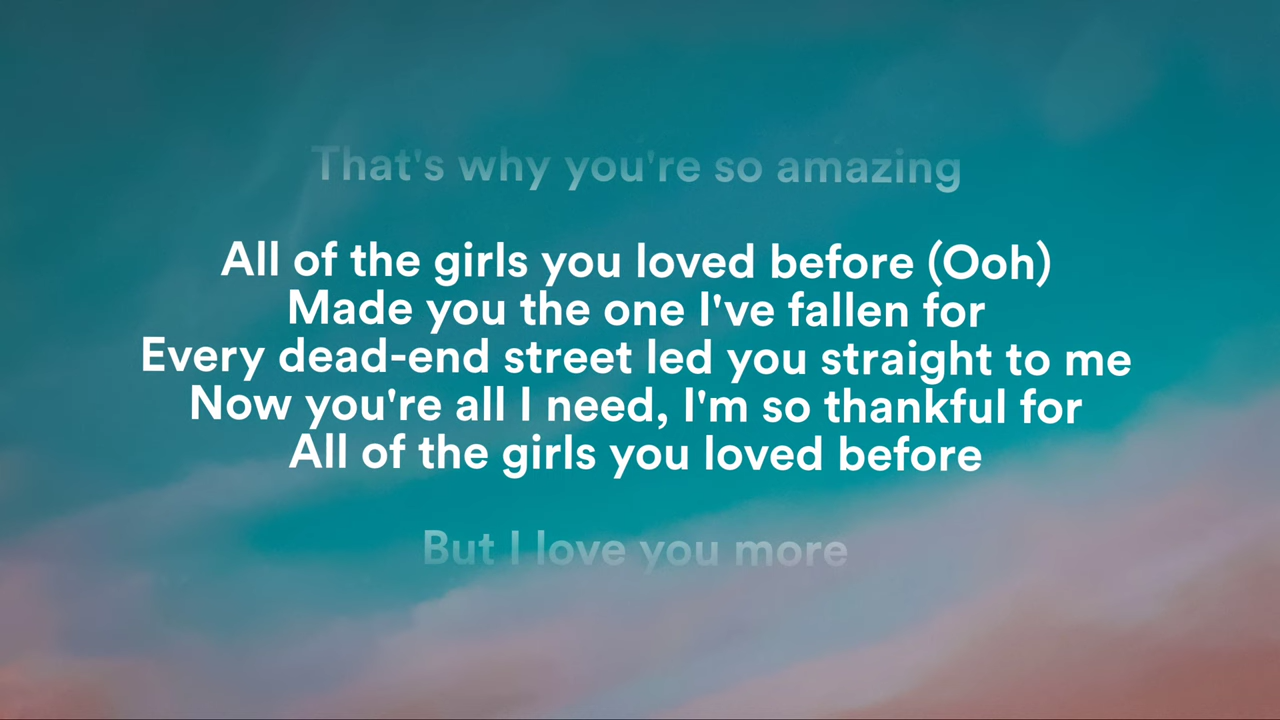 That's why you're so amazing
All of the girls you loved before (Ooh)
Made you the one I've fallen for
Every dead-end street led you straight to me
Now you're all I need, I'm so thankful for
All of the girls you loved before
But I love you more